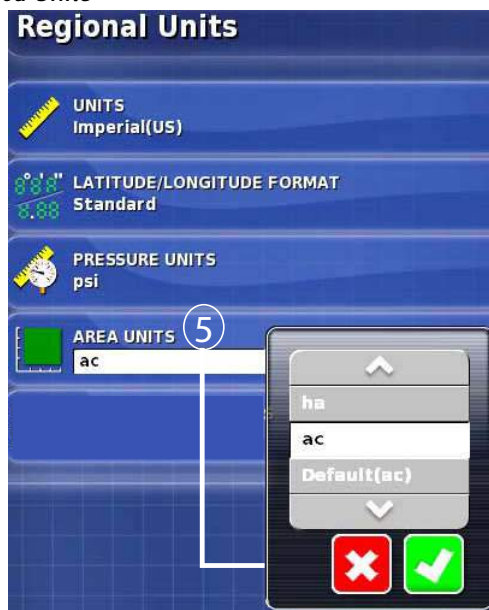 Regional Units
UNITS
Imperial(US)
LATITUDE/LONGITUDE FORMAT
Standard
PRESSURE UNITS
psi
AREA UNITS
⑤
ac
ha
ac
Default(ac)